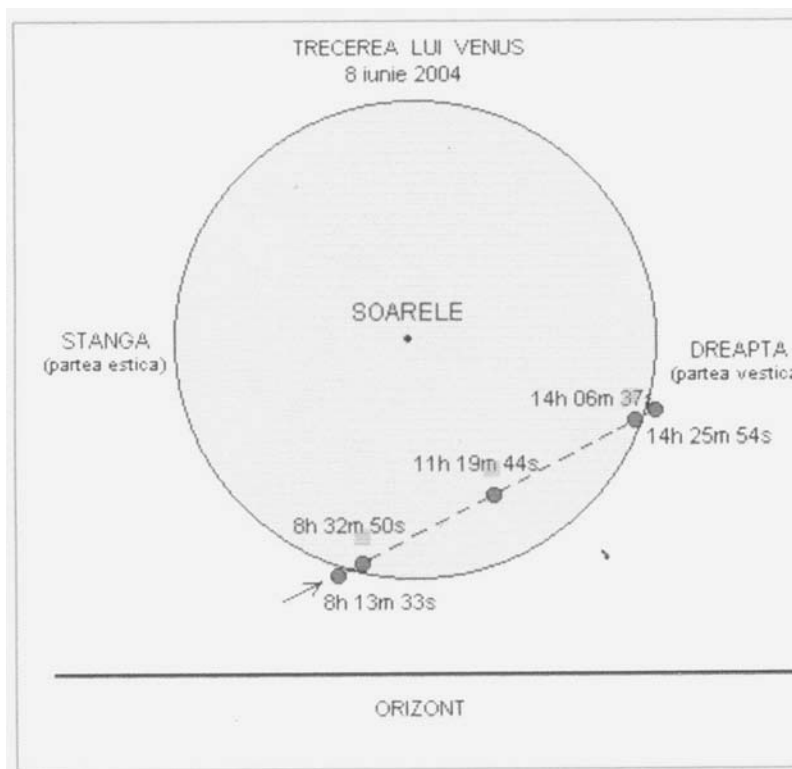 TRECEREA LUI VENUS
8 iunie 2004
SOARELE
STANGA
(partea estica)
DREAPTA
(partea vestica
14h 06m 37s
14h 25m 54s
11h 19m 44s
8h 32m 50s
8h 13m 33s
ORIZONT